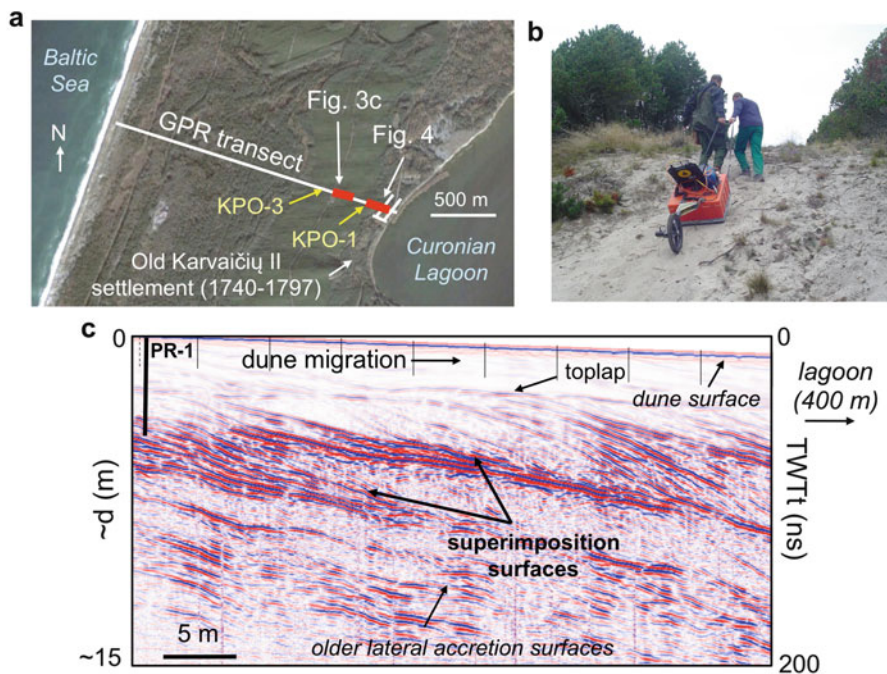 a
Baltic
Sea
N
GPR transect
Fig. 3c
Fig. 4
KPO-3
KPO-1
500 m
Old Karvaičių II
settlement (1740-1797)
Curonian
Lagoon
b
c
0
PR-1
dune migration
toplap
dune surface
0
lagoon
(400 m)
~d (m)
TWTt (ns)
superimposition
surfaces
5 m
older lateral accretion surfaces
~15
200